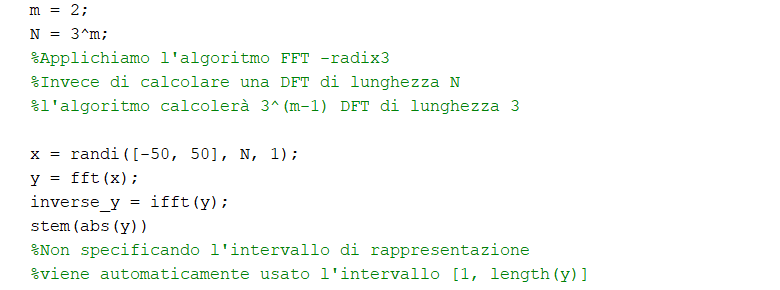 m = 2;
N = 3^m;
%Applichiamo l'algoritmo FFT -radix3
%Invece di calcolare una DFT di lunghezza N
%l'algoritmo calcolerà 3^(m-1) DFT di lunghezza 3
x = randi([-50, 50], N, 1);
y = fft(x);
inverse_y = ifft(y);
stem(abs(y))
%Non specificando l'intervallo di rappresentazione
%viene automaticamente usato l'intervallo [1, length(y)]